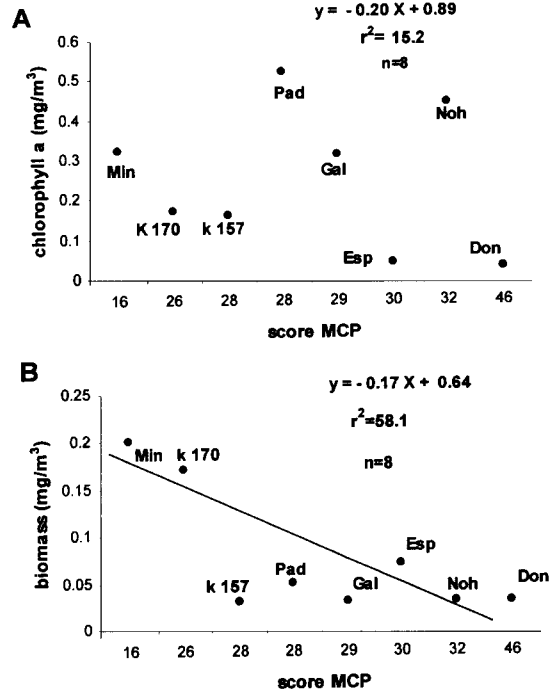 A
y = - 0.20 X + 0.89
r²= 15.2
n=8
chlorophyll a (mg/m³)
0.6
0.5
0.4
0.3
0.2
0.1
0
Min
K 170
k 157
Pad
Gal
Esp
Noh
Don
16 26 28 28 29 30 32 46
score MCP
B
y = - 0.17 X + 0.64
r²=58.1
n=8
biomass (mg/m³)
0.25
0.2
0.15
0.1
0.05
0
Min
k 170
k 157
Pad
Gal
Esp
Noh
Don
16 26 28 28 29 30 32 46
score MCP